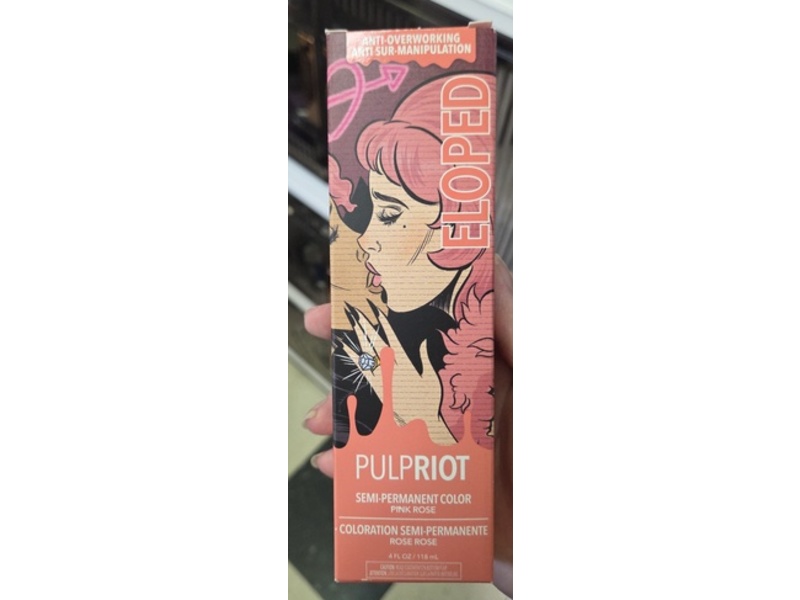 ANTI-OVERWORKING
ANTI SUR-MANIPULATION
ELOPED
PULPRIOT
SEMI-PERMANENT COLOR
PINK ROSE
COLORATION SEMI-PERMANENTE
ROSE ROSE
4 FL OZ / 118 mL